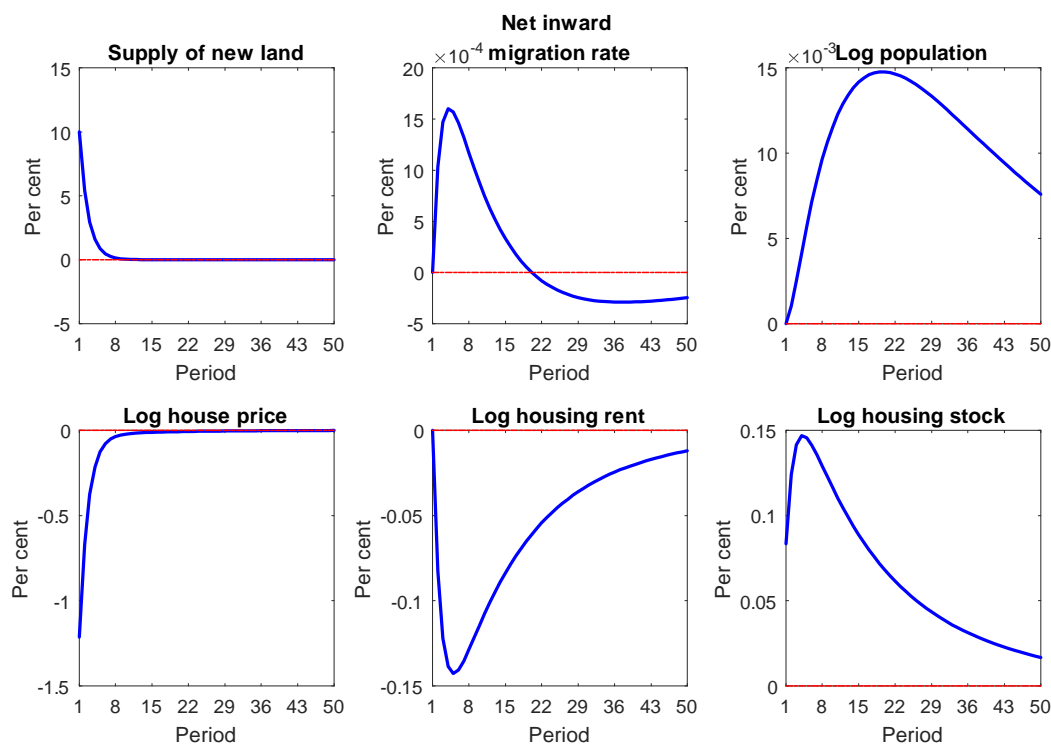 Supply of new land
15
10
5
0
-5
Per cent
1 8 15 22 29 36 43 50
Period
Net inward
×10⁻⁴ migration rate
20
15
10
5
0
-5
Per cent
1 8 15 22 29 36 43 50
Period
×10⁻³ Log population
15
10
5
0
Per cent
1 8 15 22 29 36 43 50
Period
Log house price
0
-0.5
-1
-1.5
Per cent
1 8 15 22 29 36 43 50
Period
Log housing rent
0
-0.05
-0.1
-0.15
Per cent
1 8 15 22 29 36 43 50
Period
Log housing stock
0.15
0.1
0.05
0
Per cent
1 8 15 22 29 36 43 50
Period